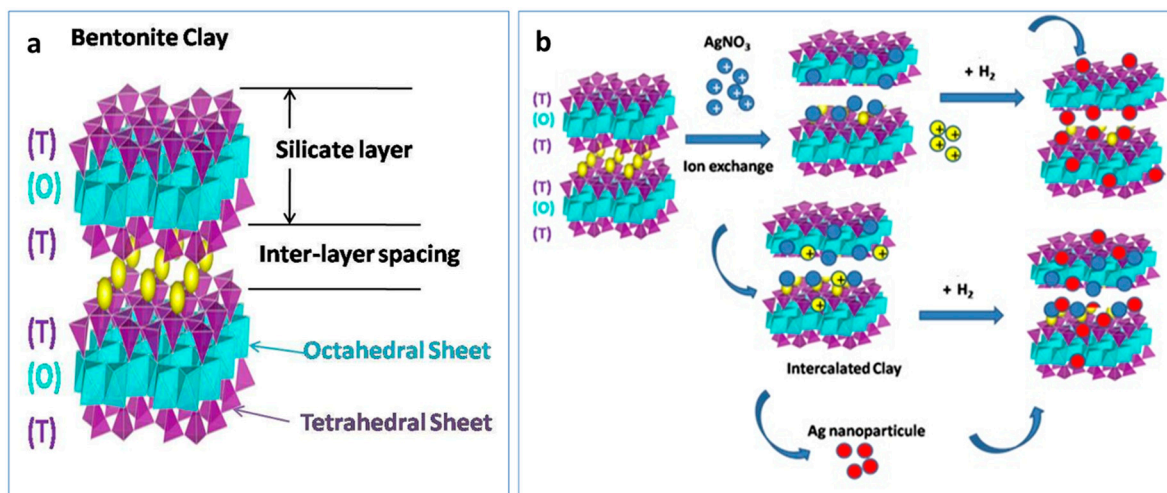 a
Bentonite Clay
(T)
(O)
(T)
(T)
(O)
(T)
Silicate layer
Inter-layer spacing
Octahedral Sheet
Tetrahedral Sheet
b
AgNO₃
+ + + + + +
Ion exchange
(T)
(O)
(T)
(T)
(O)
(T)
+ H₂
+ + + +
+ + +
Intercalated Clay
+ H₂
Ag nanoparticule